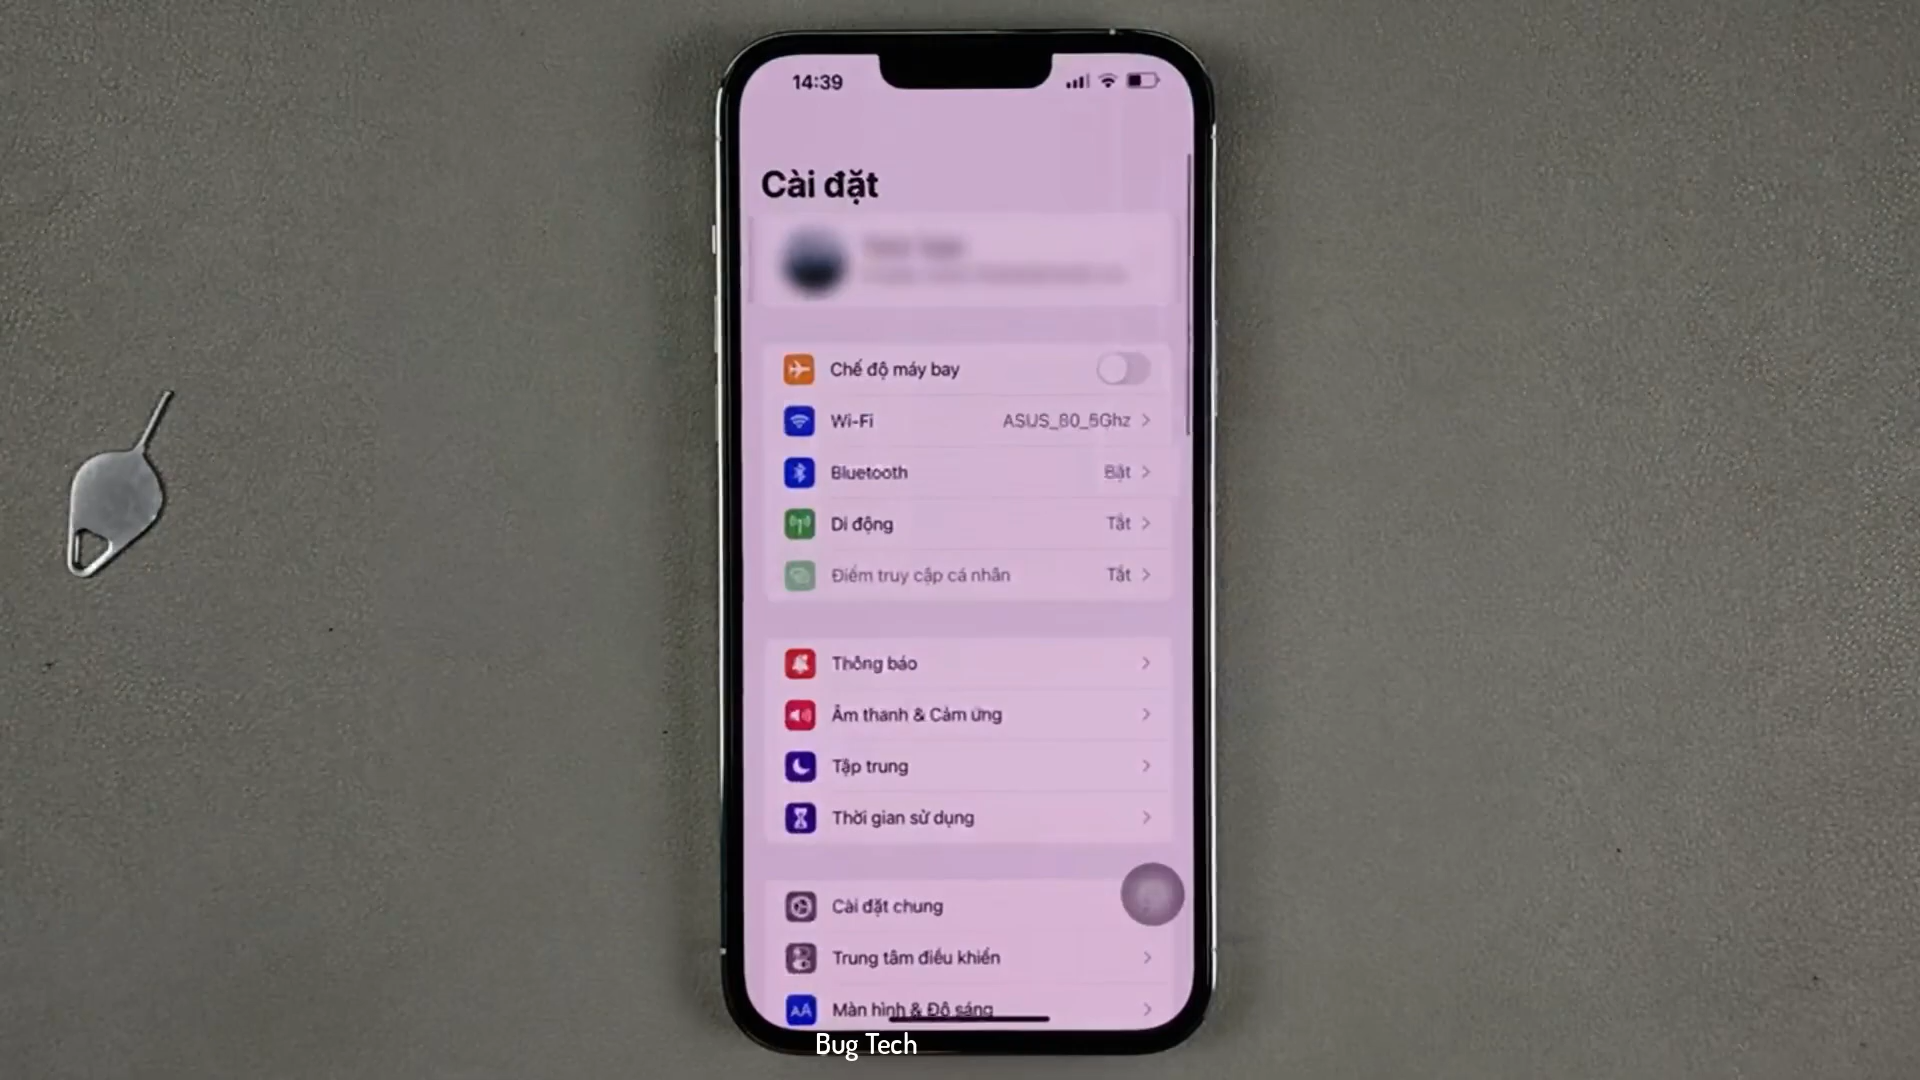 14:39
Cài đặt
Chế độ máy bay
Wi-Fi ASUS_80_5Ghz
Bluetooth Bật
Di động Tắt
Điểm truy cập cá nhân Tắt
Thông báo
Âm thanh & Cảm ứng
Tập trung
Thời gian sử dụng
Cài đặt chung
Trung tâm điều khiển
AA Màn hình & Độ sáng
Bug Tech